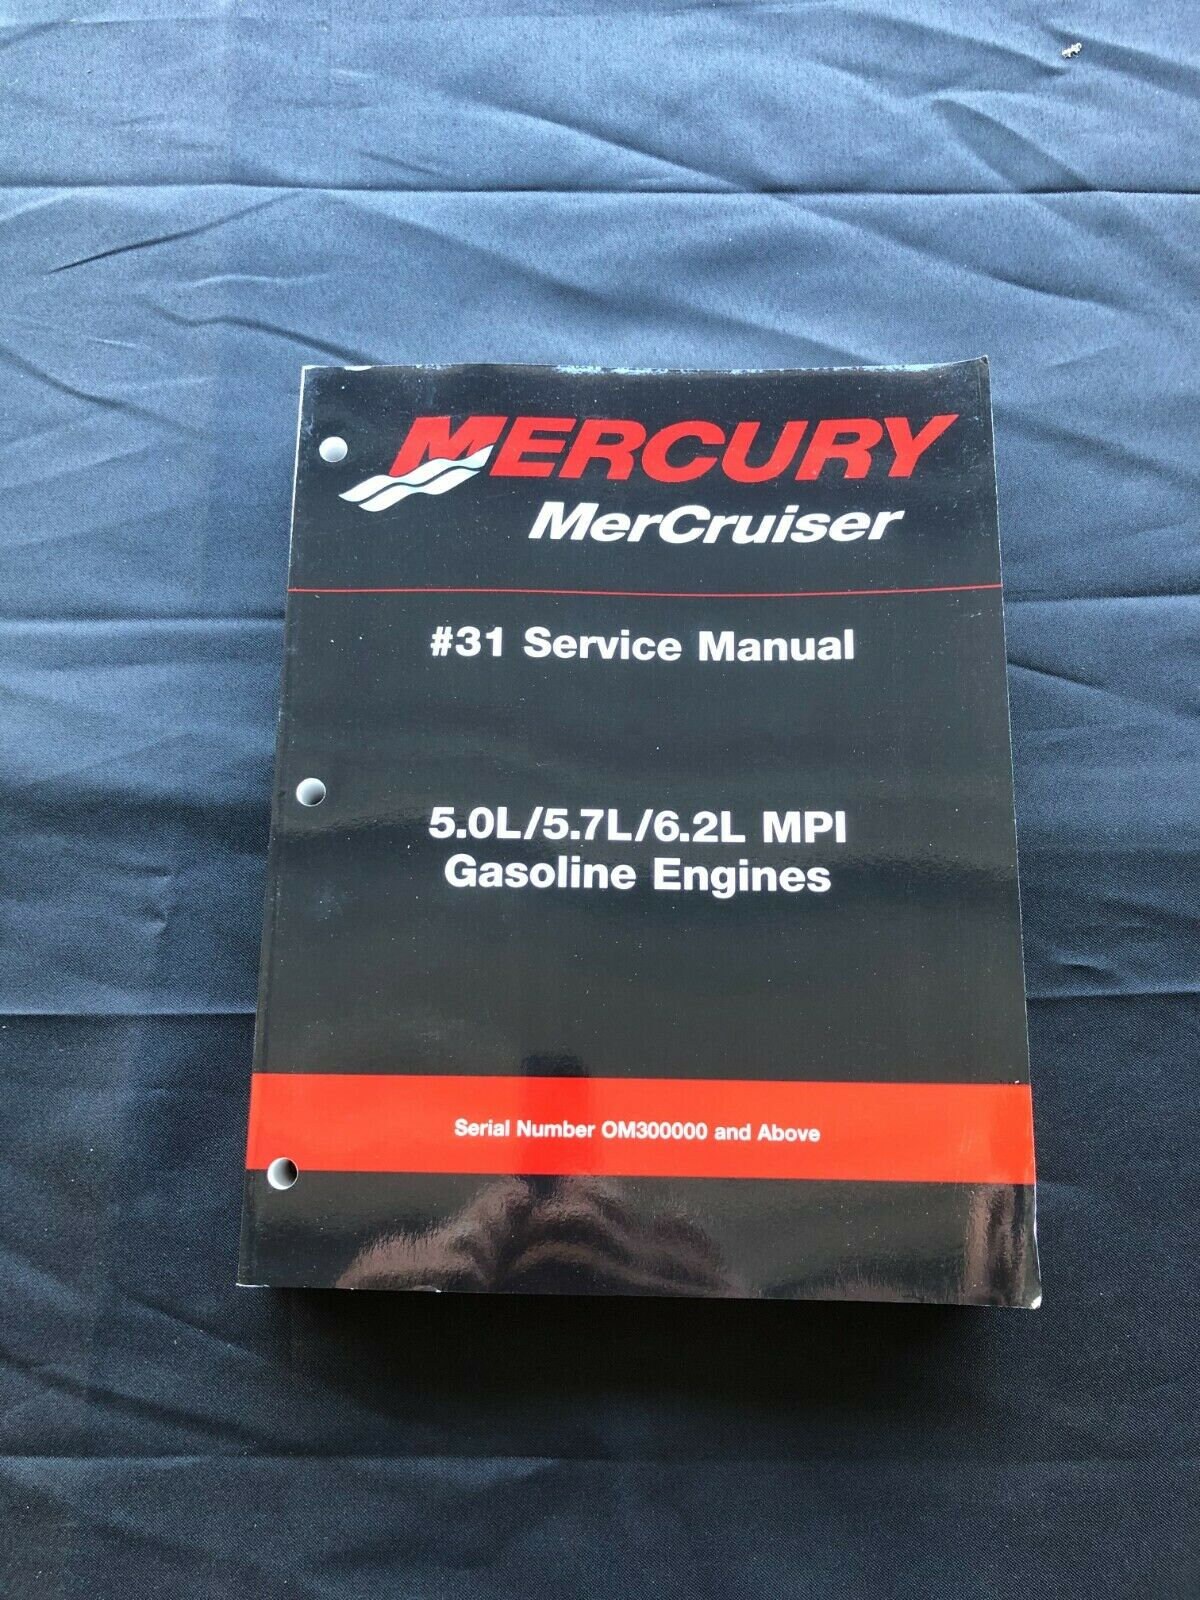 MERCURY
MerCruiser
#31 Service Manual
5.0L/5.7L/6.2L MPI
Gasoline Engines
Serial Number OM300000 and Above